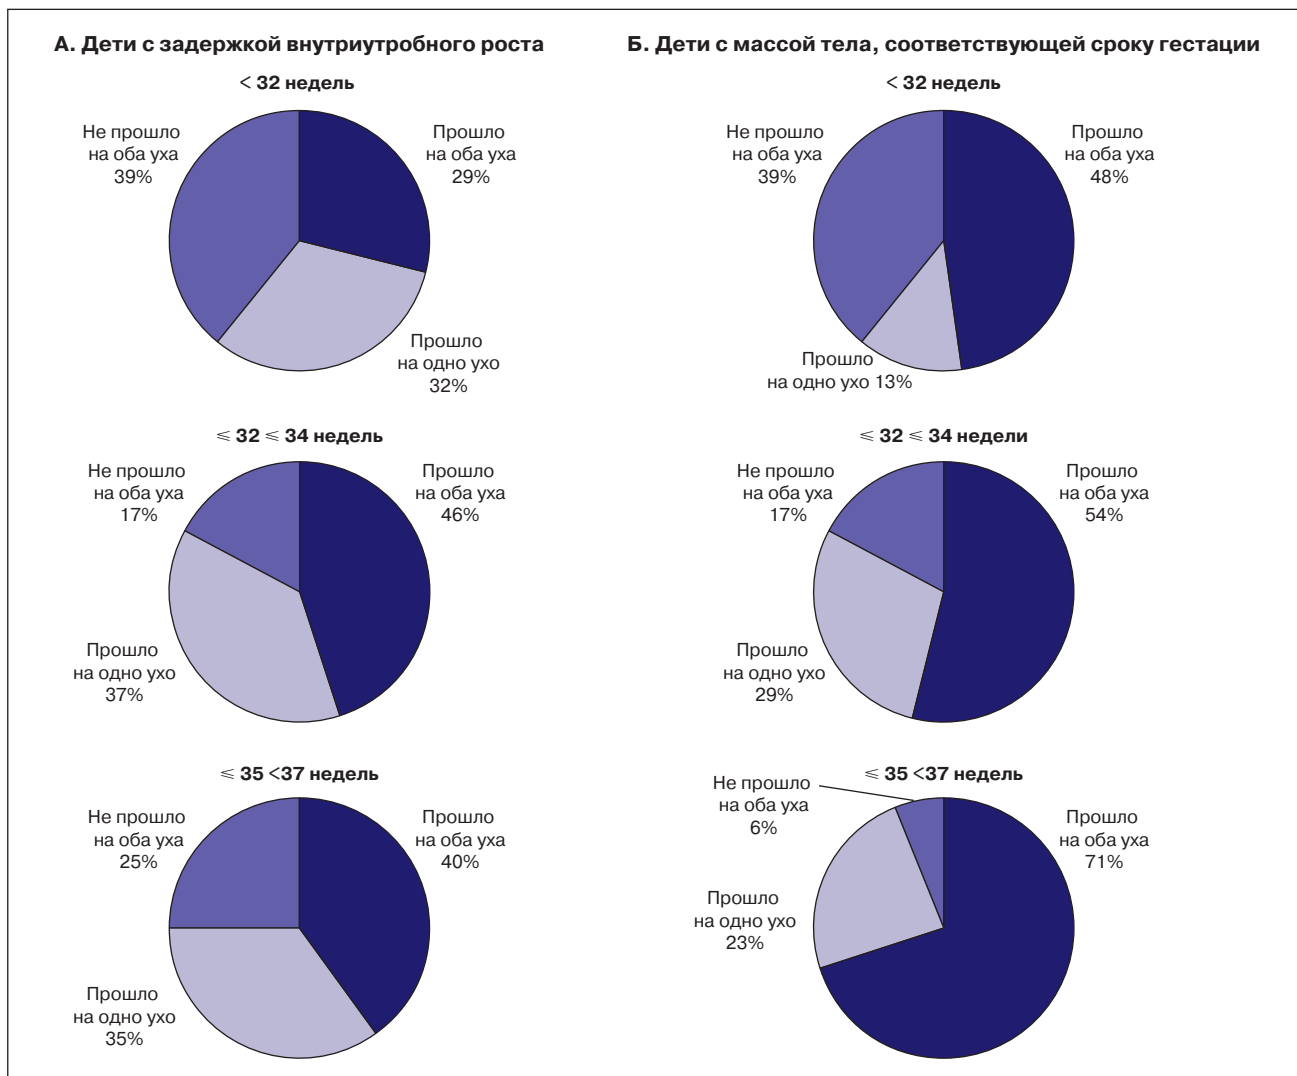 А. Дети с задержкой внутриутробного роста
< 32 недель
Не прошло
на оба уха
39%
Прошло
на оба уха
29%
Прошло
на одно ухо
32%
⩽ 32 ⩽ 34 недель
Не прошло
на оба уха
17%
Прошло
на оба уха
46%
Прошло
на одно ухо
37%
⩽ 35 <37 недель
Не прошло
на оба уха
25%
Прошло
на оба уха
40%
Прошло
на одно ухо
35%
Б. Дети с массой тела, соответствующей сроку гестации
< 32 недель
Не прошло
на оба уха
39%
Прошло
на оба уха
48%
Прошло
на одно ухо 13%
⩽ 32 ⩽ 34 недели
Не прошло
на оба уха
17%
Прошло
на оба уха
54%
Прошло
на одно ухо
29%
⩽ 35 <37 недель
Не прошло
на оба уха
6%
Прошло
на оба уха
71%
Прошло
на одно ухо
23%